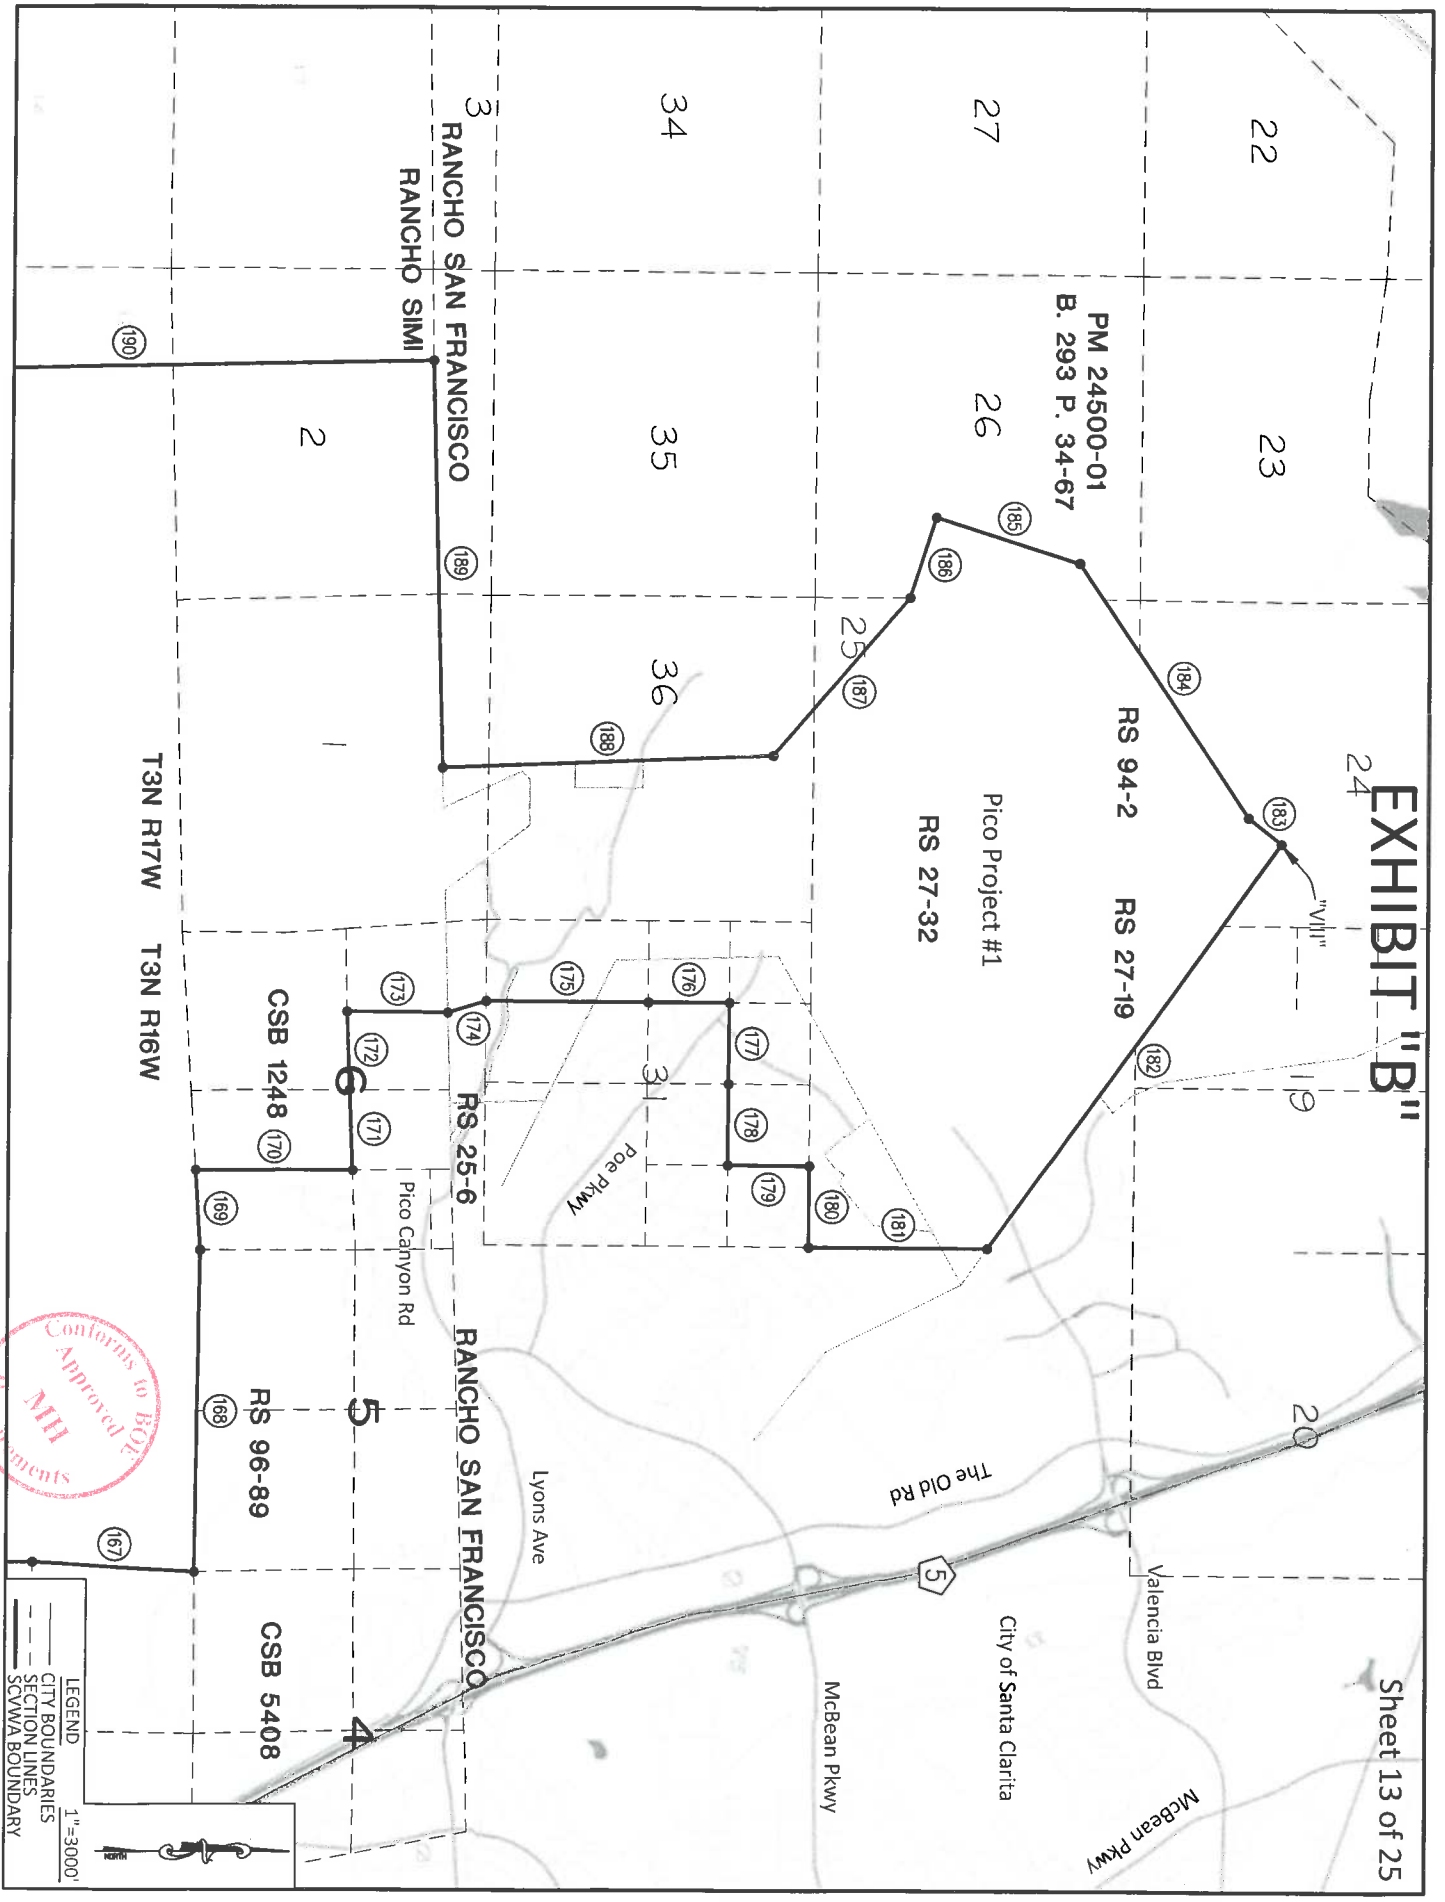 EXHIBIT "B"
Sheet 13 of 25
22
23
24
19
20
"VIII"
183
184
182
PM 24500-01
B. 293 P. 34-67
RS 94-2
RS 27-19
Valencia Blvd
McBean Pkwy
27
26
25
185
186
187
Pico Project #1
RS 27-32
181
180
179
178
177
176
175
174
173
172
171
170
169
168
167
The Old Rd
5
City of Santa Clarita
McBean Pkwy
34
35
36
31
188
Poe Pkwy
Lyons Ave
3
RANCHO SAN FRANCISCO
RANCHO SIMI
189
190
RS 25-6
RANCHO SAN FRANCISCO
Pico Canyon Rd
2
1
6
5
4
CSB 1248
RS 96-89
CSB 5408
T3N R17W
T3N R16W
Conforms to BOE
Approved
MH
LEGEND
1"=3000'
CITY BOUNDARIES
SECTION LINES
SCVWA BOUNDARY
NORTH